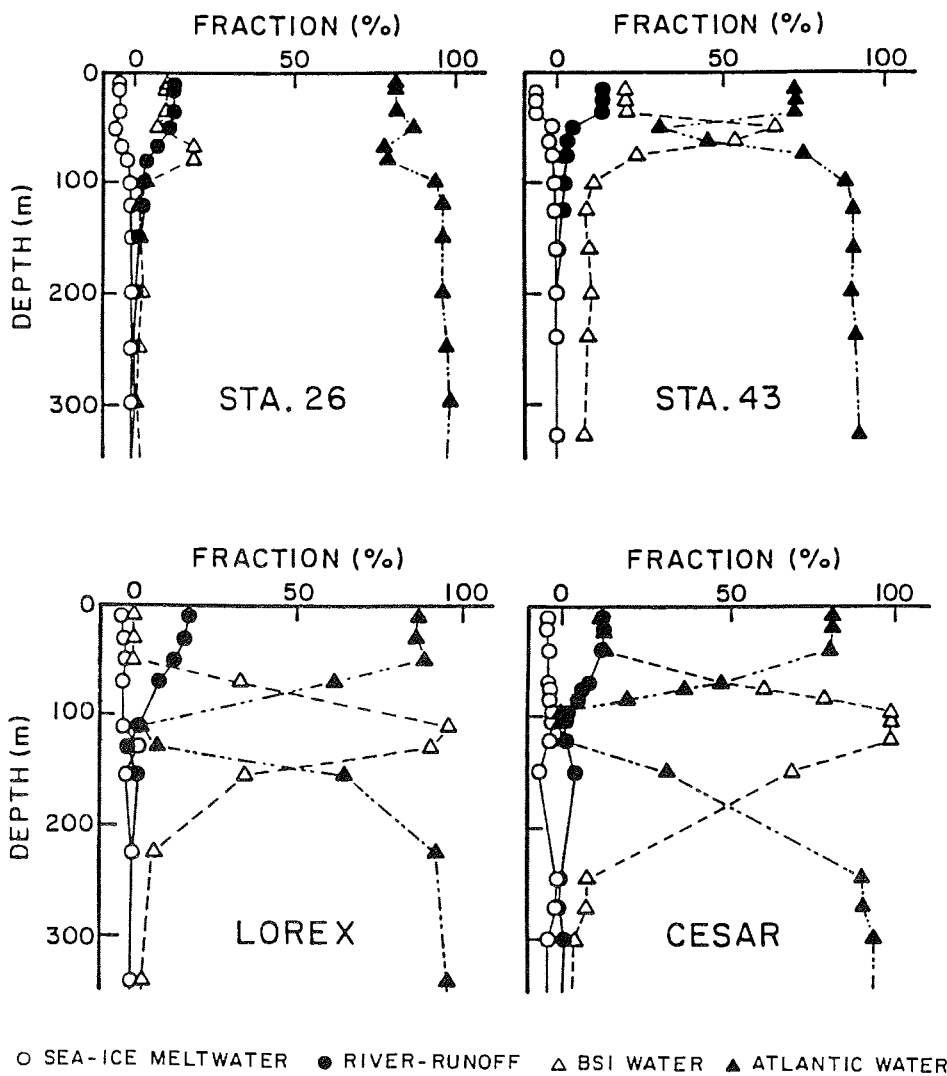 FRACTION (%)
0 50 100
0
100
200
300
DEPTH (m)
STA. 26
FRACTION (%)
0 50 100
STA. 43
FRACTION (%)
0 50 100
0
100
200
300
DEPTH (m)
LOREX
FRACTION (%)
0 50 100
CESAR
SEA-ICE MELTWATER RIVER-RUNOFF BSI WATER ATLANTIC WATER